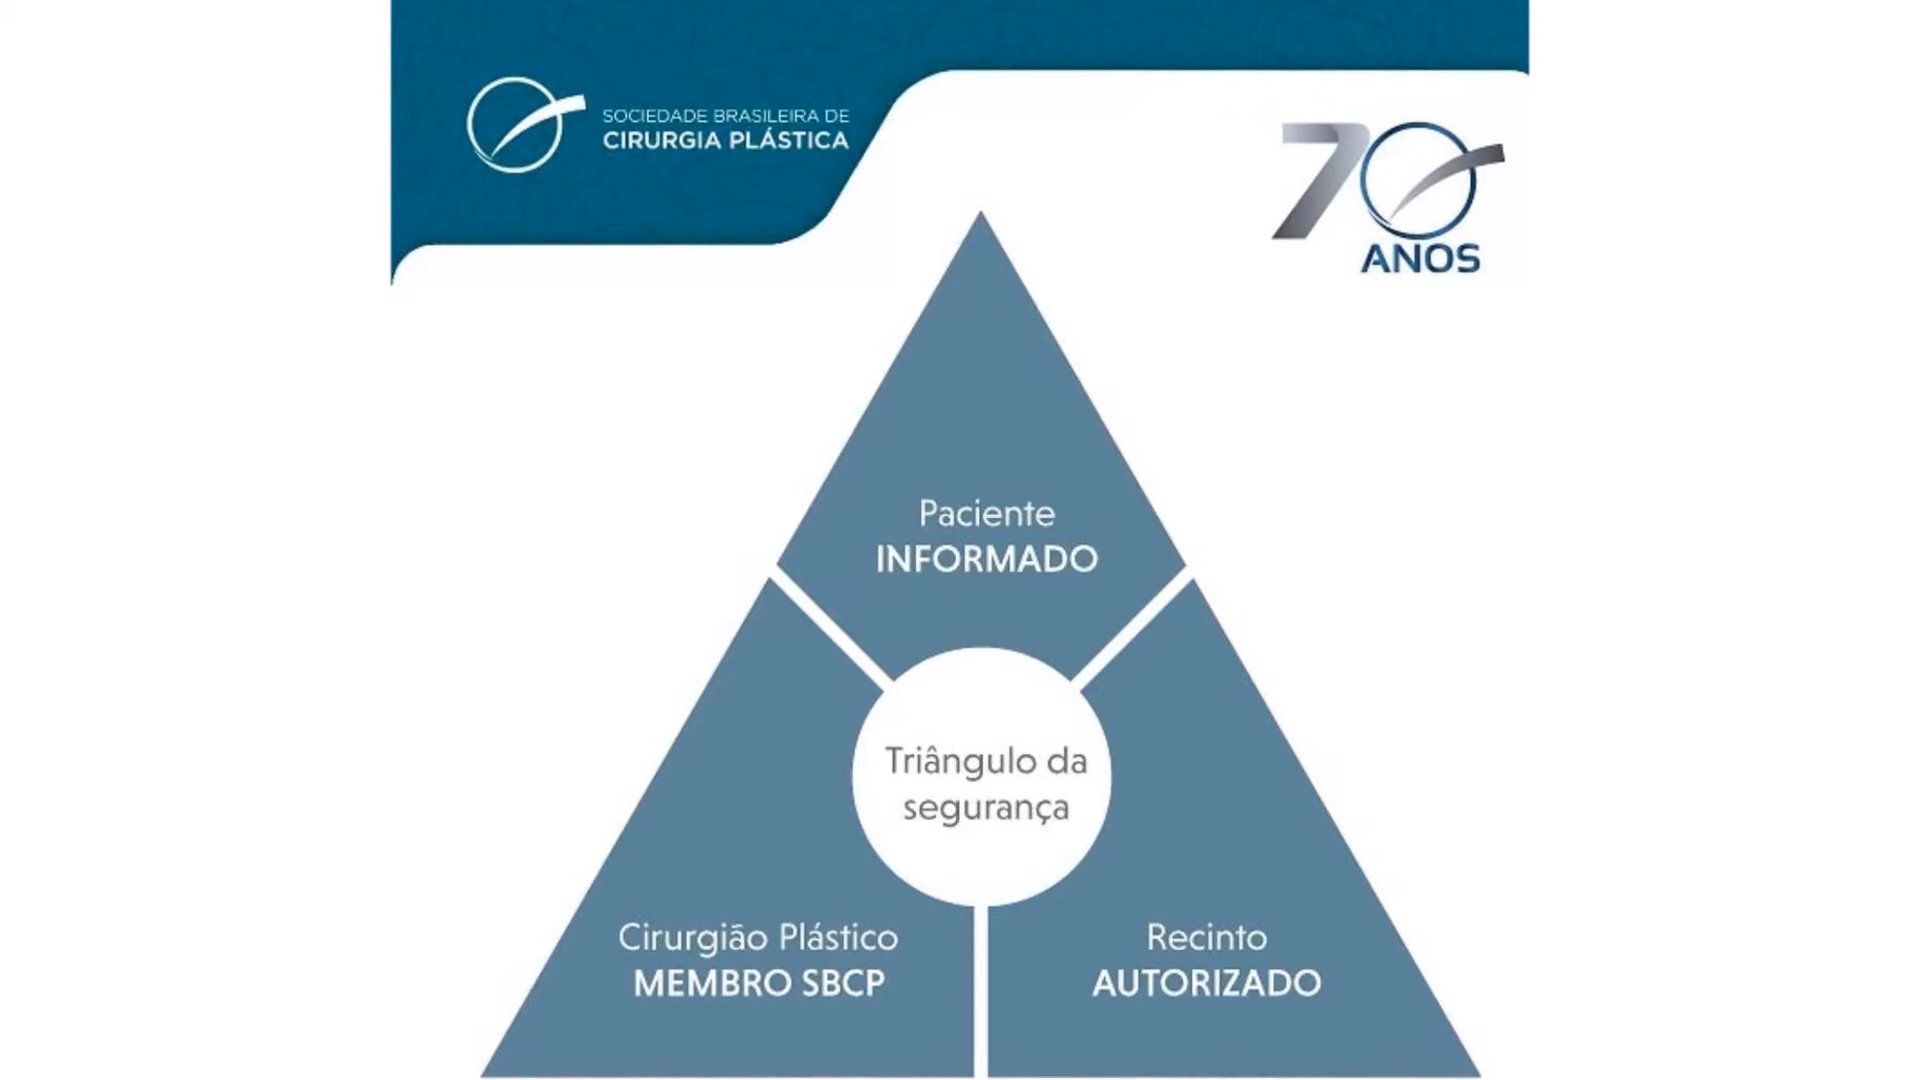 SOCIEDADE BRASILEIRA DE
CIRURGIA PLÁSTICA
70
ANOS
Paciente
INFORMADO
Triângulo da
segurança
Cirurgião Plástico
MEMBRO SBCP
Recinto
AUTORIZADO